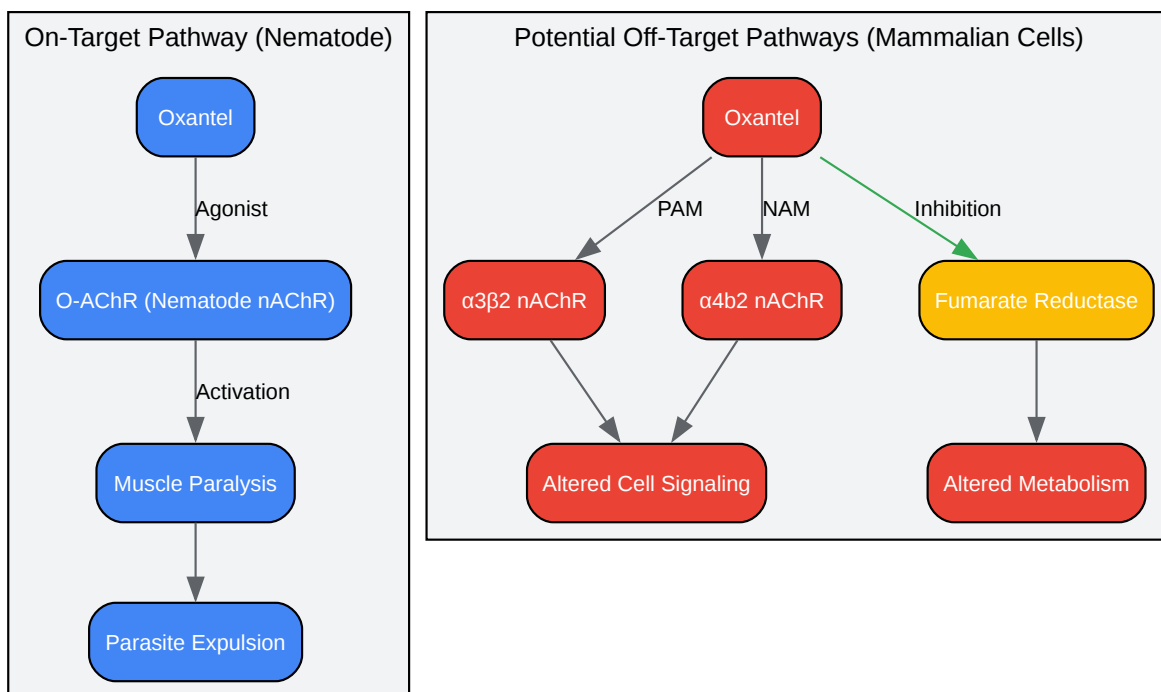 On-Target Pathway (Nematode)
Oxantel
Agonist
O-AChR (Nematode nAChR)
Activation
Muscle Paralysis
Parasite Expulsion
Potential Off-Target Pathways (Mammalian Cells)
Oxantel
PAM
NAM
Inhibition
α3β2 nAChR
α4b2 nAChR
Fumarate Reductase
Altered Cell Signaling
Altered Metabolism